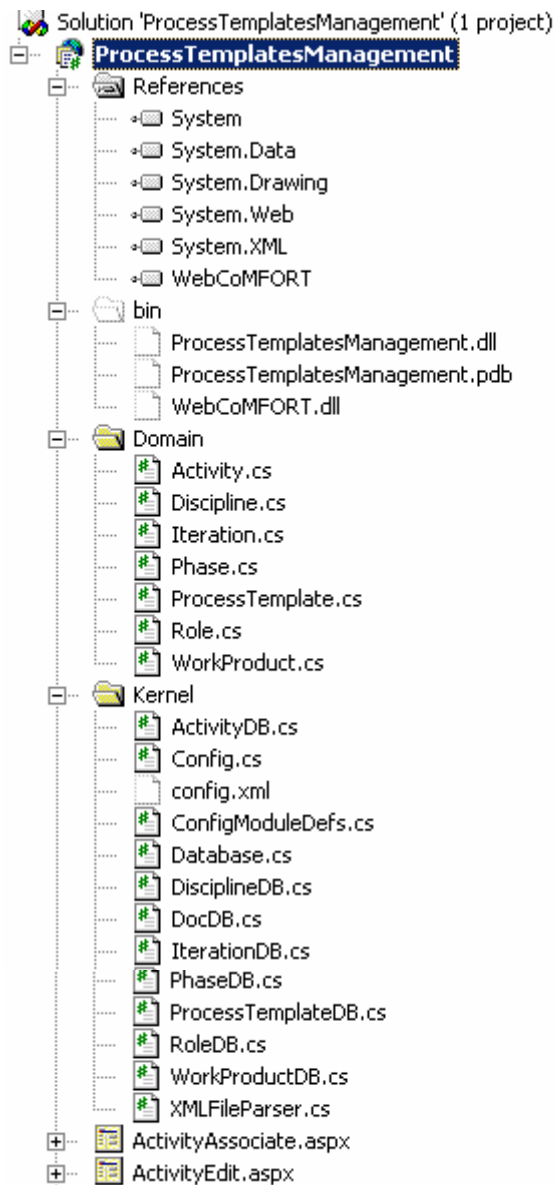 Solution 'ProcessTemplatesManagement' (1 project)
ProcessTemplatesManagement
References
System
System.Data
System.Drawing
System.Web
System.XML
WebCoMFORT
bin
ProcessTemplatesManagement.dll
ProcessTemplatesManagement.pdb
WebCoMFORT.dll
Domain
Activity.cs
Discipline.cs
Iteration.cs
Phase.cs
ProcessTemplate.cs
Role.cs
WorkProduct.cs
Kernel
ActivityDB.cs
Config.cs
config.xml
ConfigModuleDefs.cs
Database.cs
DisciplineDB.cs
DocDB.cs
IterationDB.cs
PhaseDB.cs
ProcessTemplateDB.cs
RoleDB.cs
WorkProductDB.cs
XMLFileParser.cs
ActivityAssociate.aspx
ActivityEdit.aspx